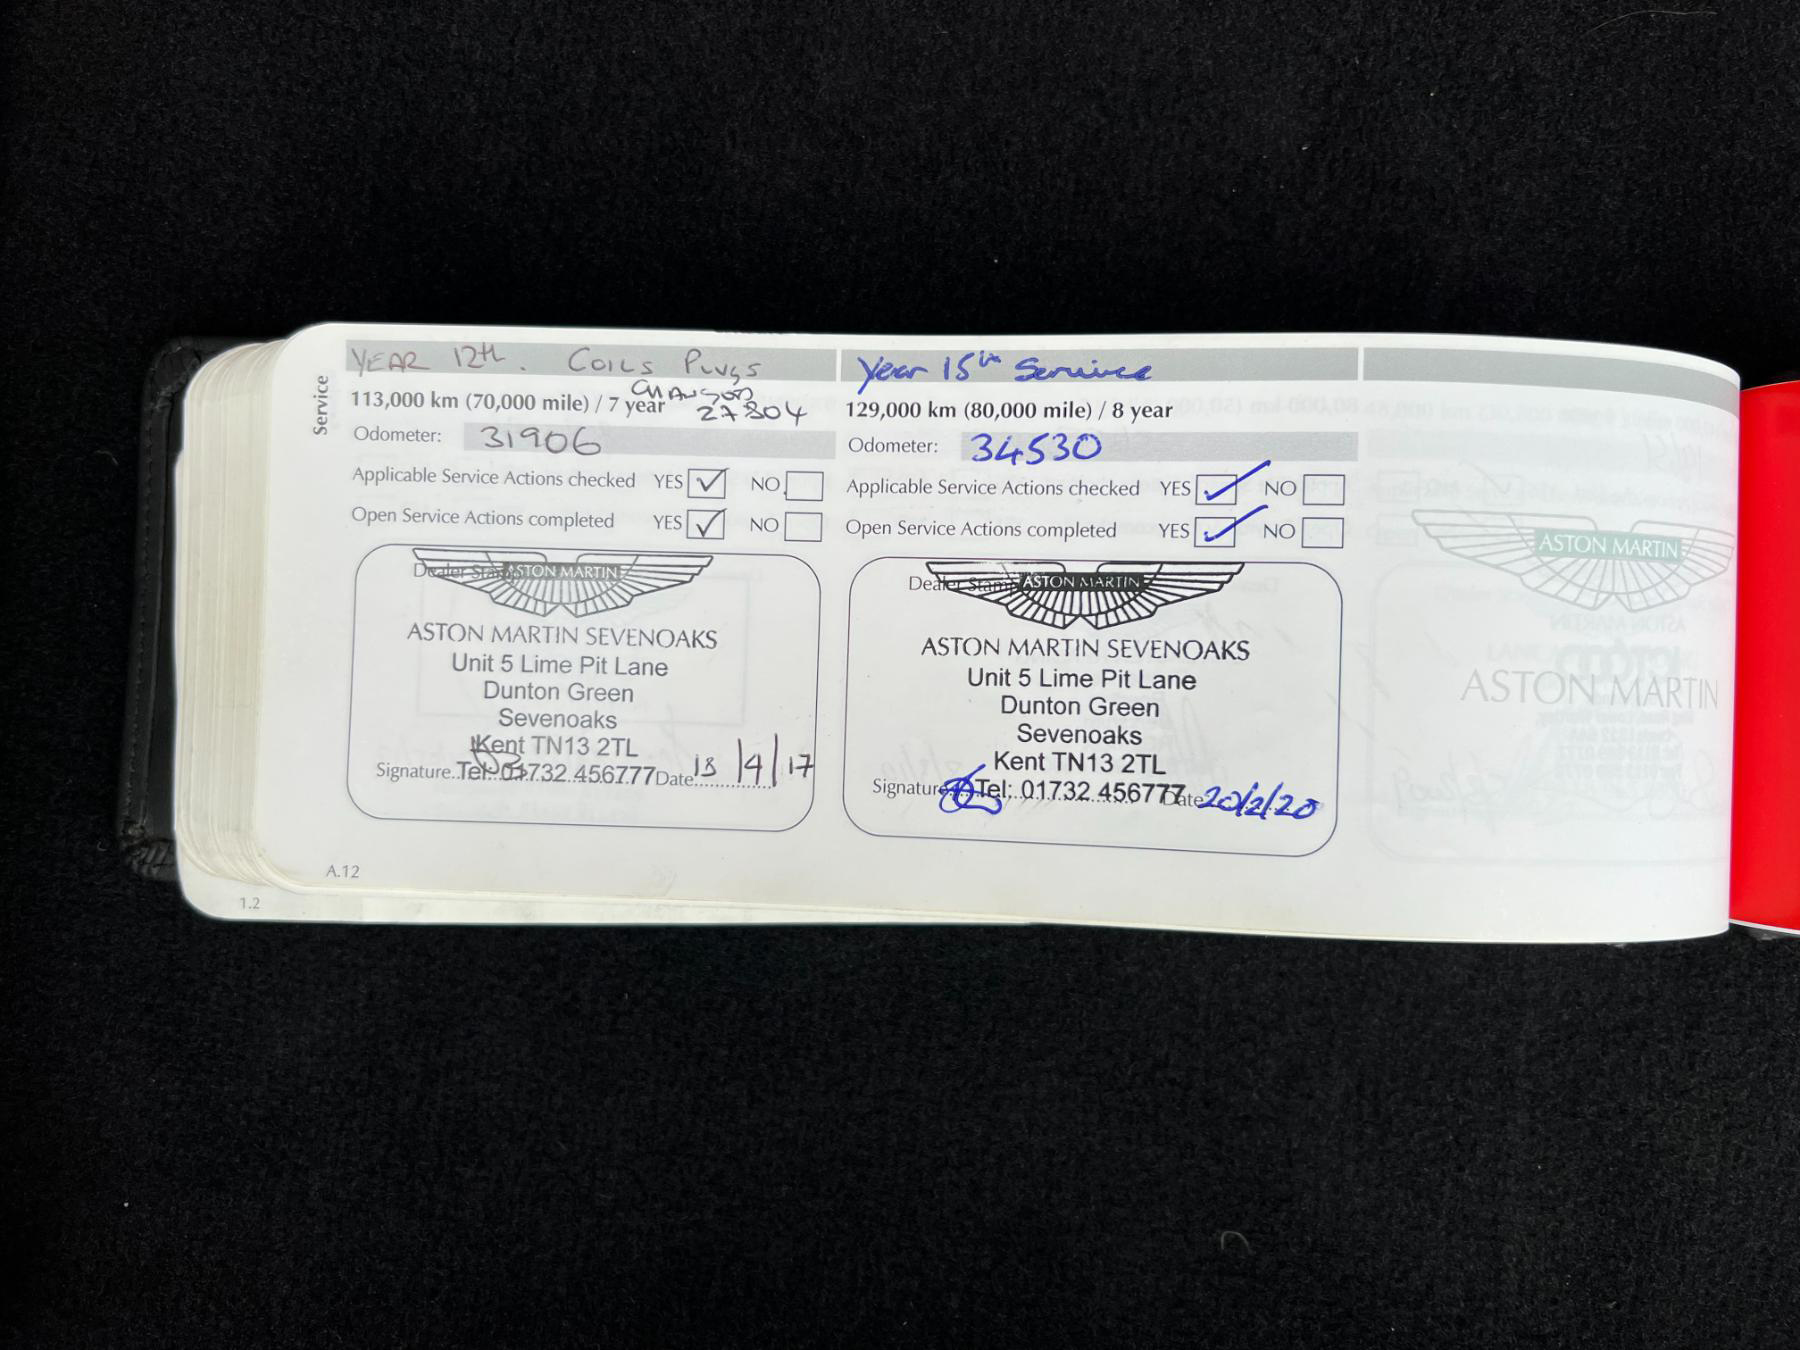 Service
YEAR 12th. COILS PLUGS
CHANGED
113,000 km (70,000 mile) / 7 year 27804
Odometer: 31906
Applicable Service Actions checked YES ✓ NO
Open Service Actions completed YES ✓ NO
Dealer Stamp ASTON MARTIN
ASTON MARTIN SEVENOAKS
Unit 5 Lime Pit Lane
Dunton Green
Sevenoaks
Kent TN13 2TL
Signature Tel: 01732 456777 Date 13/4/17
A.12
1.2
Year 15th Service
129,000 km (80,000 mile) / 8 year
Odometer: 34530
Applicable Service Actions checked YES ✓ NO
Open Service Actions completed YES ✓ NO
Dealer Stamp ASTON MARTIN
ASTON MARTIN SEVENOAKS
Unit 5 Lime Pit Lane
Dunton Green
Sevenoaks
Kent TN13 2TL
Signature Tel: 01732 456777 Date 20/2/20
ASTON MARTIN
ASTON MARTIN